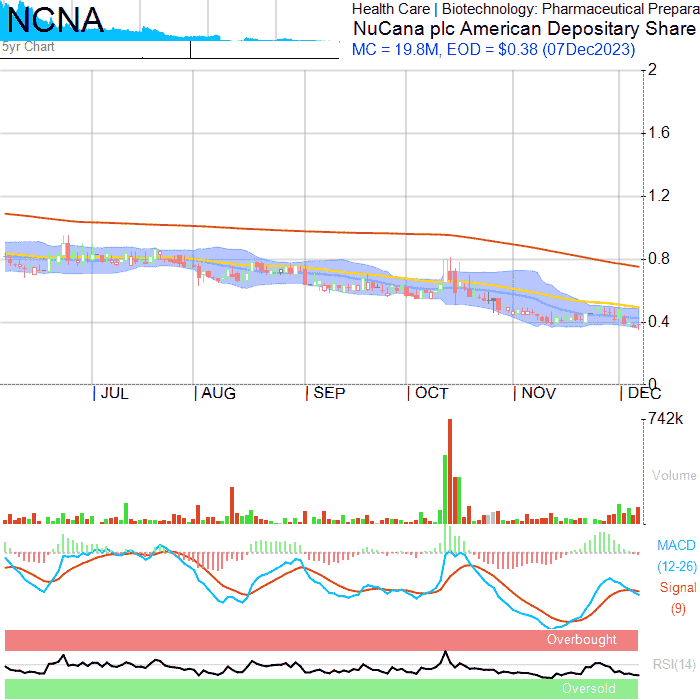 NCNA
5yr Chart
Health Care | Biotechnology: Pharmaceutical Prepara
NuCana plc American Depositary Share
MC = 19.8M, EOD = $0.38 (07Dec2023)
2
1.6
1.2
0.8
0.4
0
JUL AUG SEP OCT NOV DEC
742k
Volume
MACD
(12-26)
Signal
(9)
Overbought
RSI(14)
Oversold